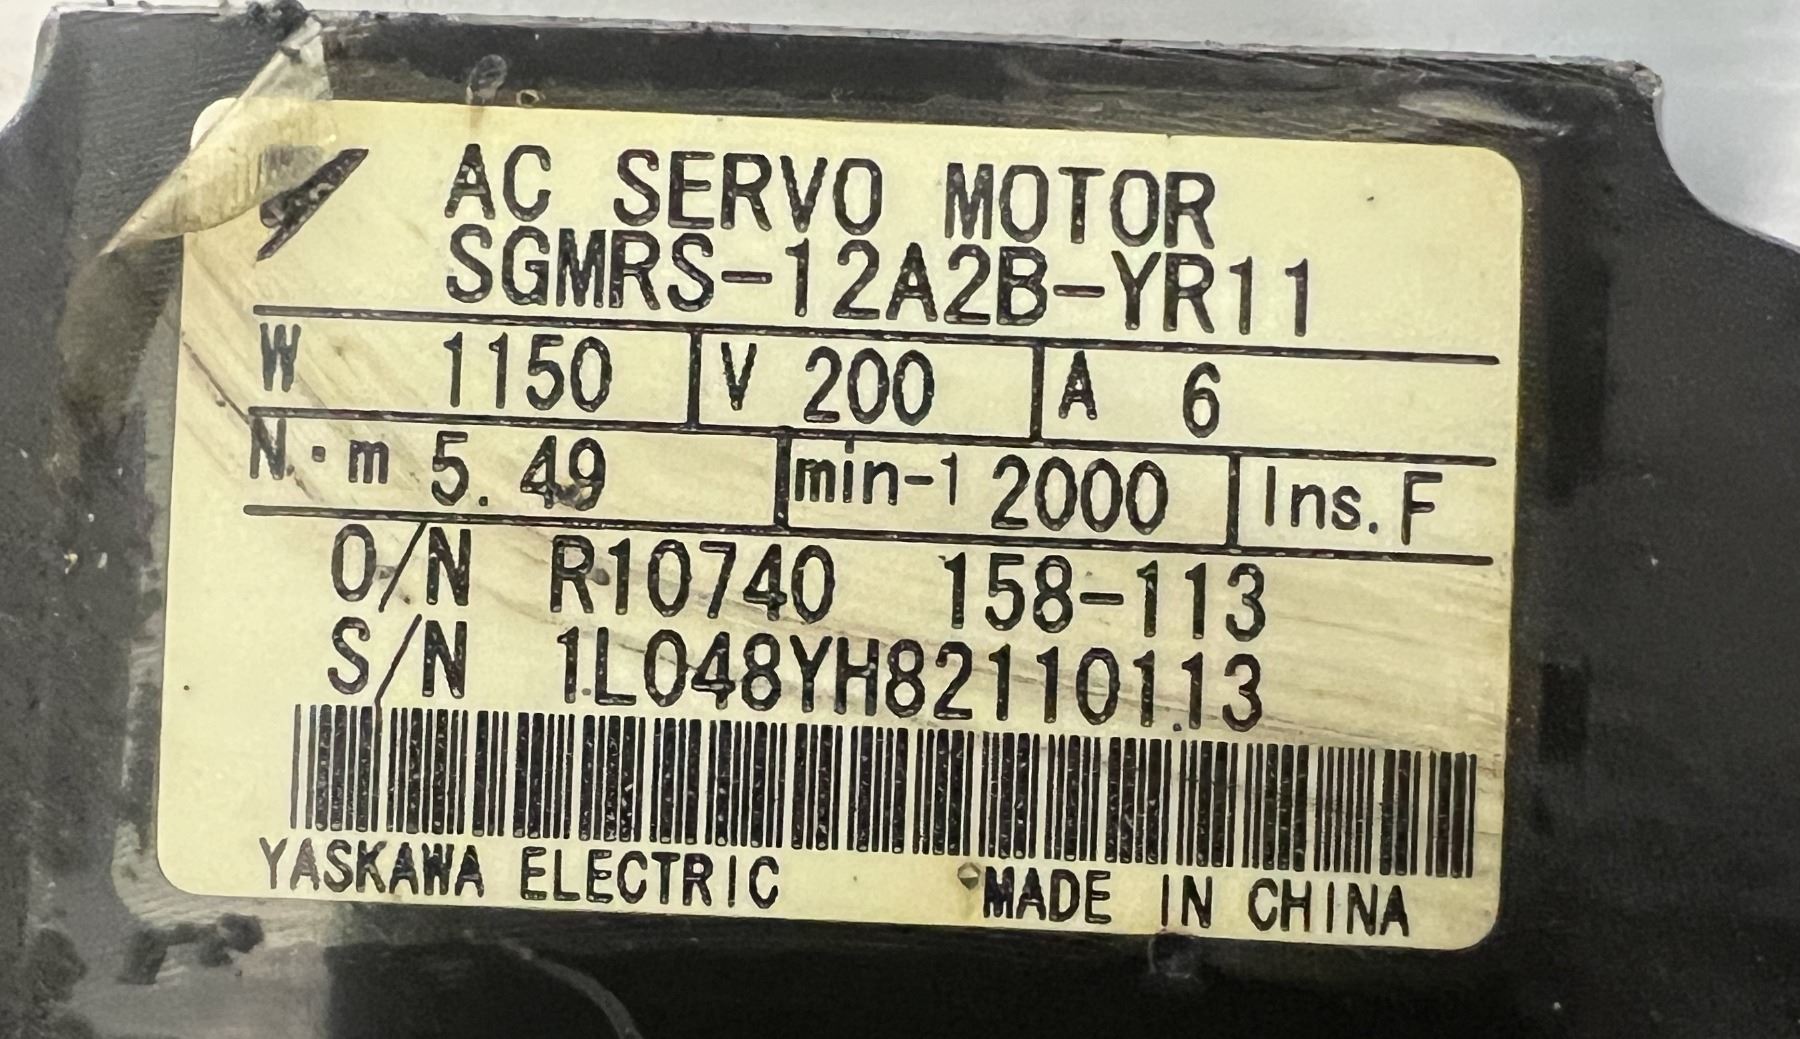 AC SERVO MOTOR
SGMRS-12A2B-YR11
W 1150 V 200 A 6
N·m 5.49 min-1 2000 Ins. F
O/N R10740 158-113
S/N 1L048YH82110113
YASKAWA ELECTRIC MADE IN CHINA